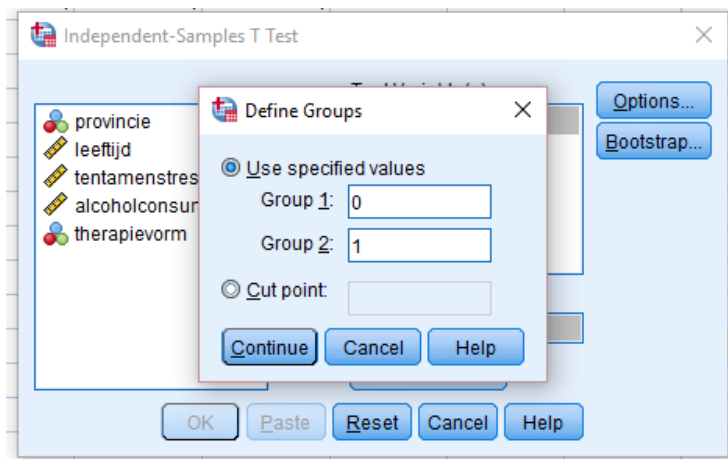 Independent-Samples T Test
Define Groups
Options...
Bootstrap...
provincie
leeftijd
tentamenstres
alcoholconsu
therapievorm
Use specified values
Group 1: 0
Group 2: 1
Cut point:
Continue Cancel Help
OK Paste Reset Cancel Help